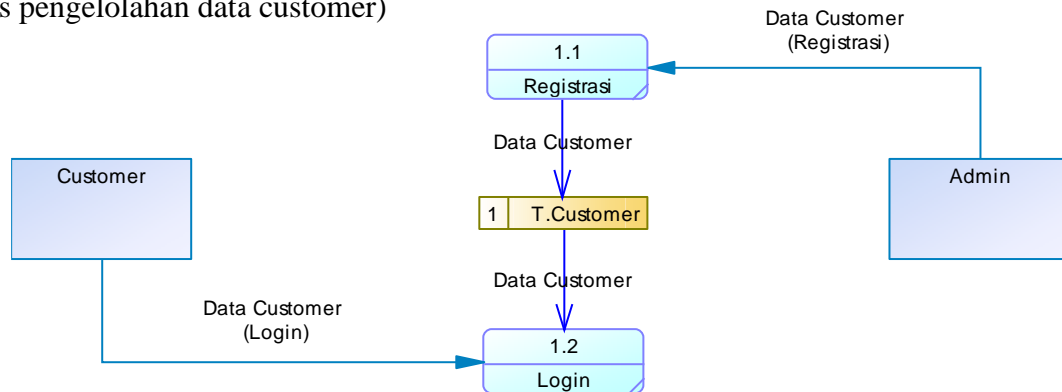 s pengelolahan data customer)
Data Customer
(Registrasi)
1.1
Registrasi
Data Customer
Customer
Admin
1 T.Customer
Data Customer
Data Customer
(Login)
1.2
Login